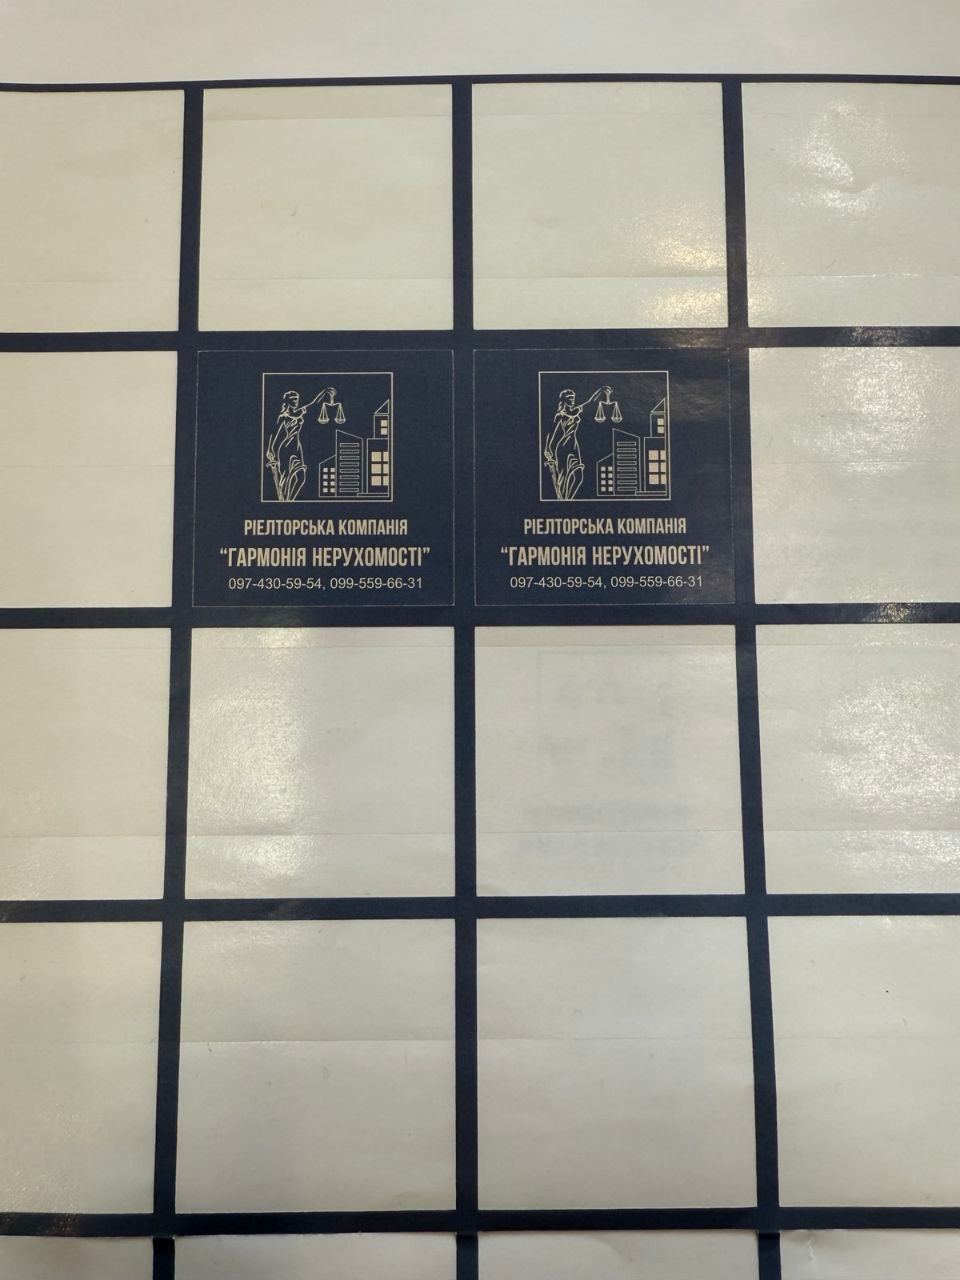 РІЕЛТОРСЬКА КОМПАНІЯ
“ГАРМОНІЯ НЕРУХОМОСТІ”
097-430-59-54, 099-559-66-31
РІЕЛТОРСЬКА КОМПАНІЯ
“ГАРМОНІЯ НЕРУХОМОСТІ”
097-430-59-54, 099-559-66-31